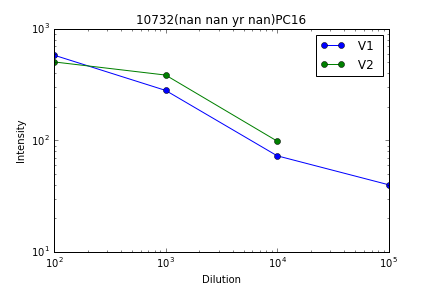 10732(nan nan yr nan)PC16
10³
V1
V2
10²
Intensity
10¹
10² 10³ 10⁴ 10⁵
Dilution